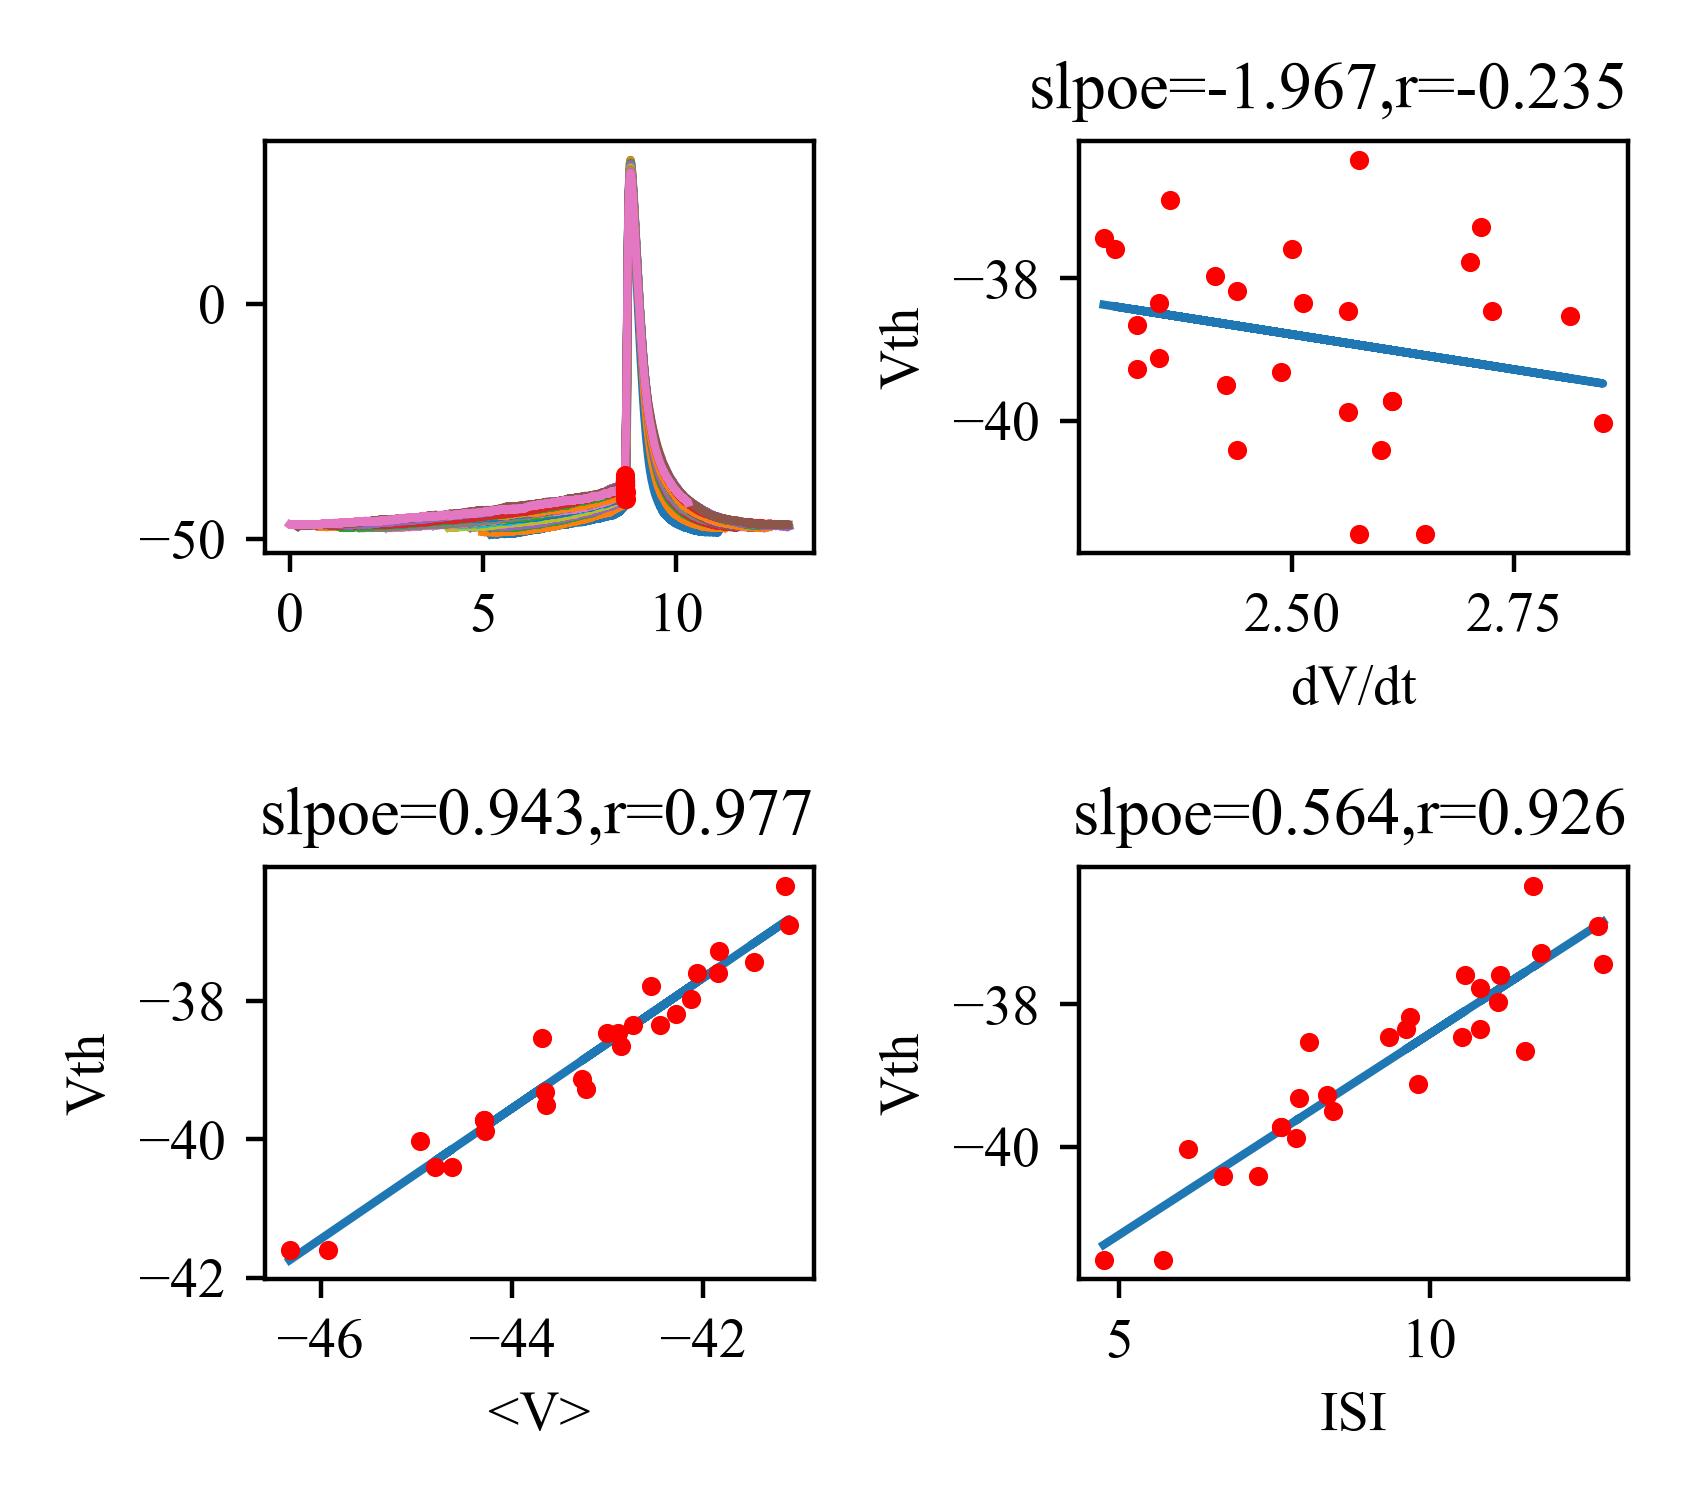 0
−50
0 5 10
slpoe=-1.967,r=-0.235
Vth
−38
−40
2.50 2.75
dV/dt
slpoe=0.943,r=0.977
Vth
−38
−40
−42
−46 −44 −42
<V>
slpoe=0.564,r=0.926
Vth
−38
−40
5 10
ISI